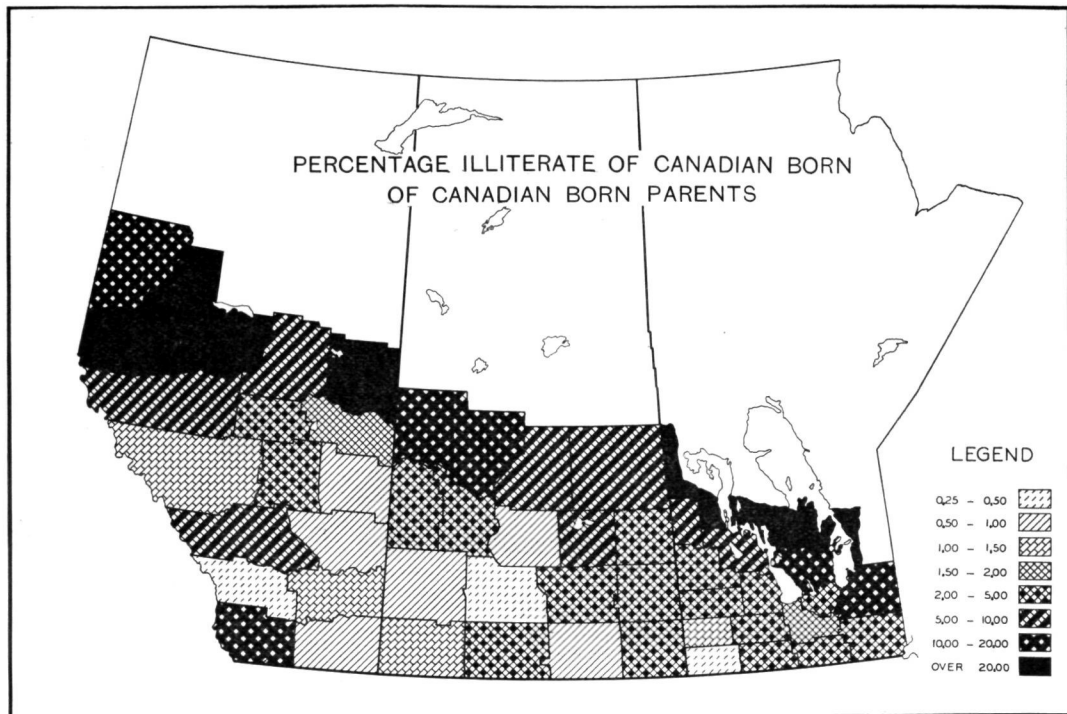 PERCENTAGE ILLITERATE OF CANADIAN BORN
OF CANADIAN BORN PARENTS
LEGEND
0.25 - 0.50
0.50 - 1.00
1.00 - 1.50
1.50 - 2.00
2.00 - 5.00
5.00 - 10.00
10.00 - 20.00
OVER 20.00